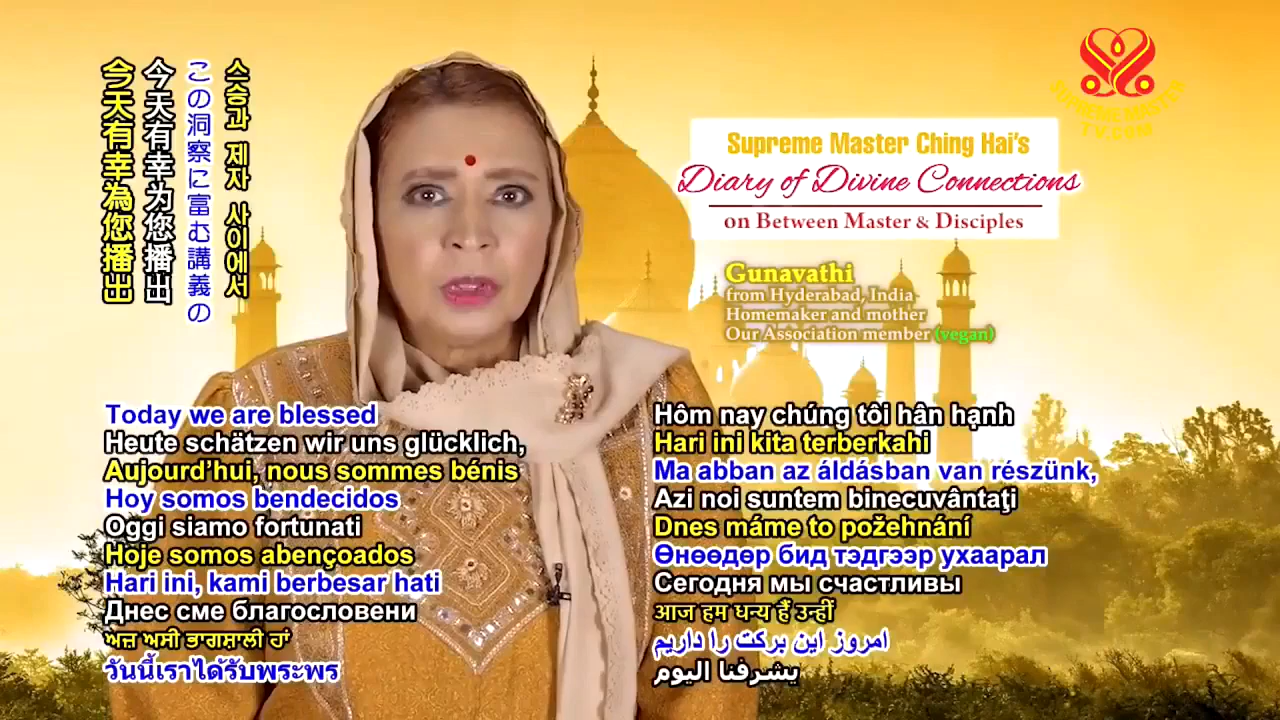 今天有幸為您播出
今天有幸为您播出
この洞察に富む講義の
스승과 제자 사이에서
SUPREME MASTER
TV.COM
Supreme Master Ching Hai's
Diary of Divine Connections
on Between Master & Disciples
Gunavathi
from Hyderabad, India
Homemaker and mother
Our Association member (vegan)
Today we are blessed
Heute schätzen wir uns glücklich,
Aujourd'hui, nous sommes bénis
Hoy somos bendecidos
Oggi siamo fortunati
Hoje somos abençoados
Hari ini, kami berbesar hati
Днес сме благословени
ਅਜ਼ ਅਸੀ ਭਾਗਸ਼ਾਲੀ ਹਾਂ
วันนี้เราได้รับพระพร
Hôm nay chúng tôi hân hạnh
Hari ini kita terberkahi
Ma abban az áldásban van részünk,
Azi noi suntem binecuvântaţi
Dnes máme to požehnání
Өнөөдөр бид тэдгээр ухаарал
Сегодня мы счастливы
आज हम धन्य हैं उन्हीं
امروز این برکت را داریم
يشرفنا اليوم